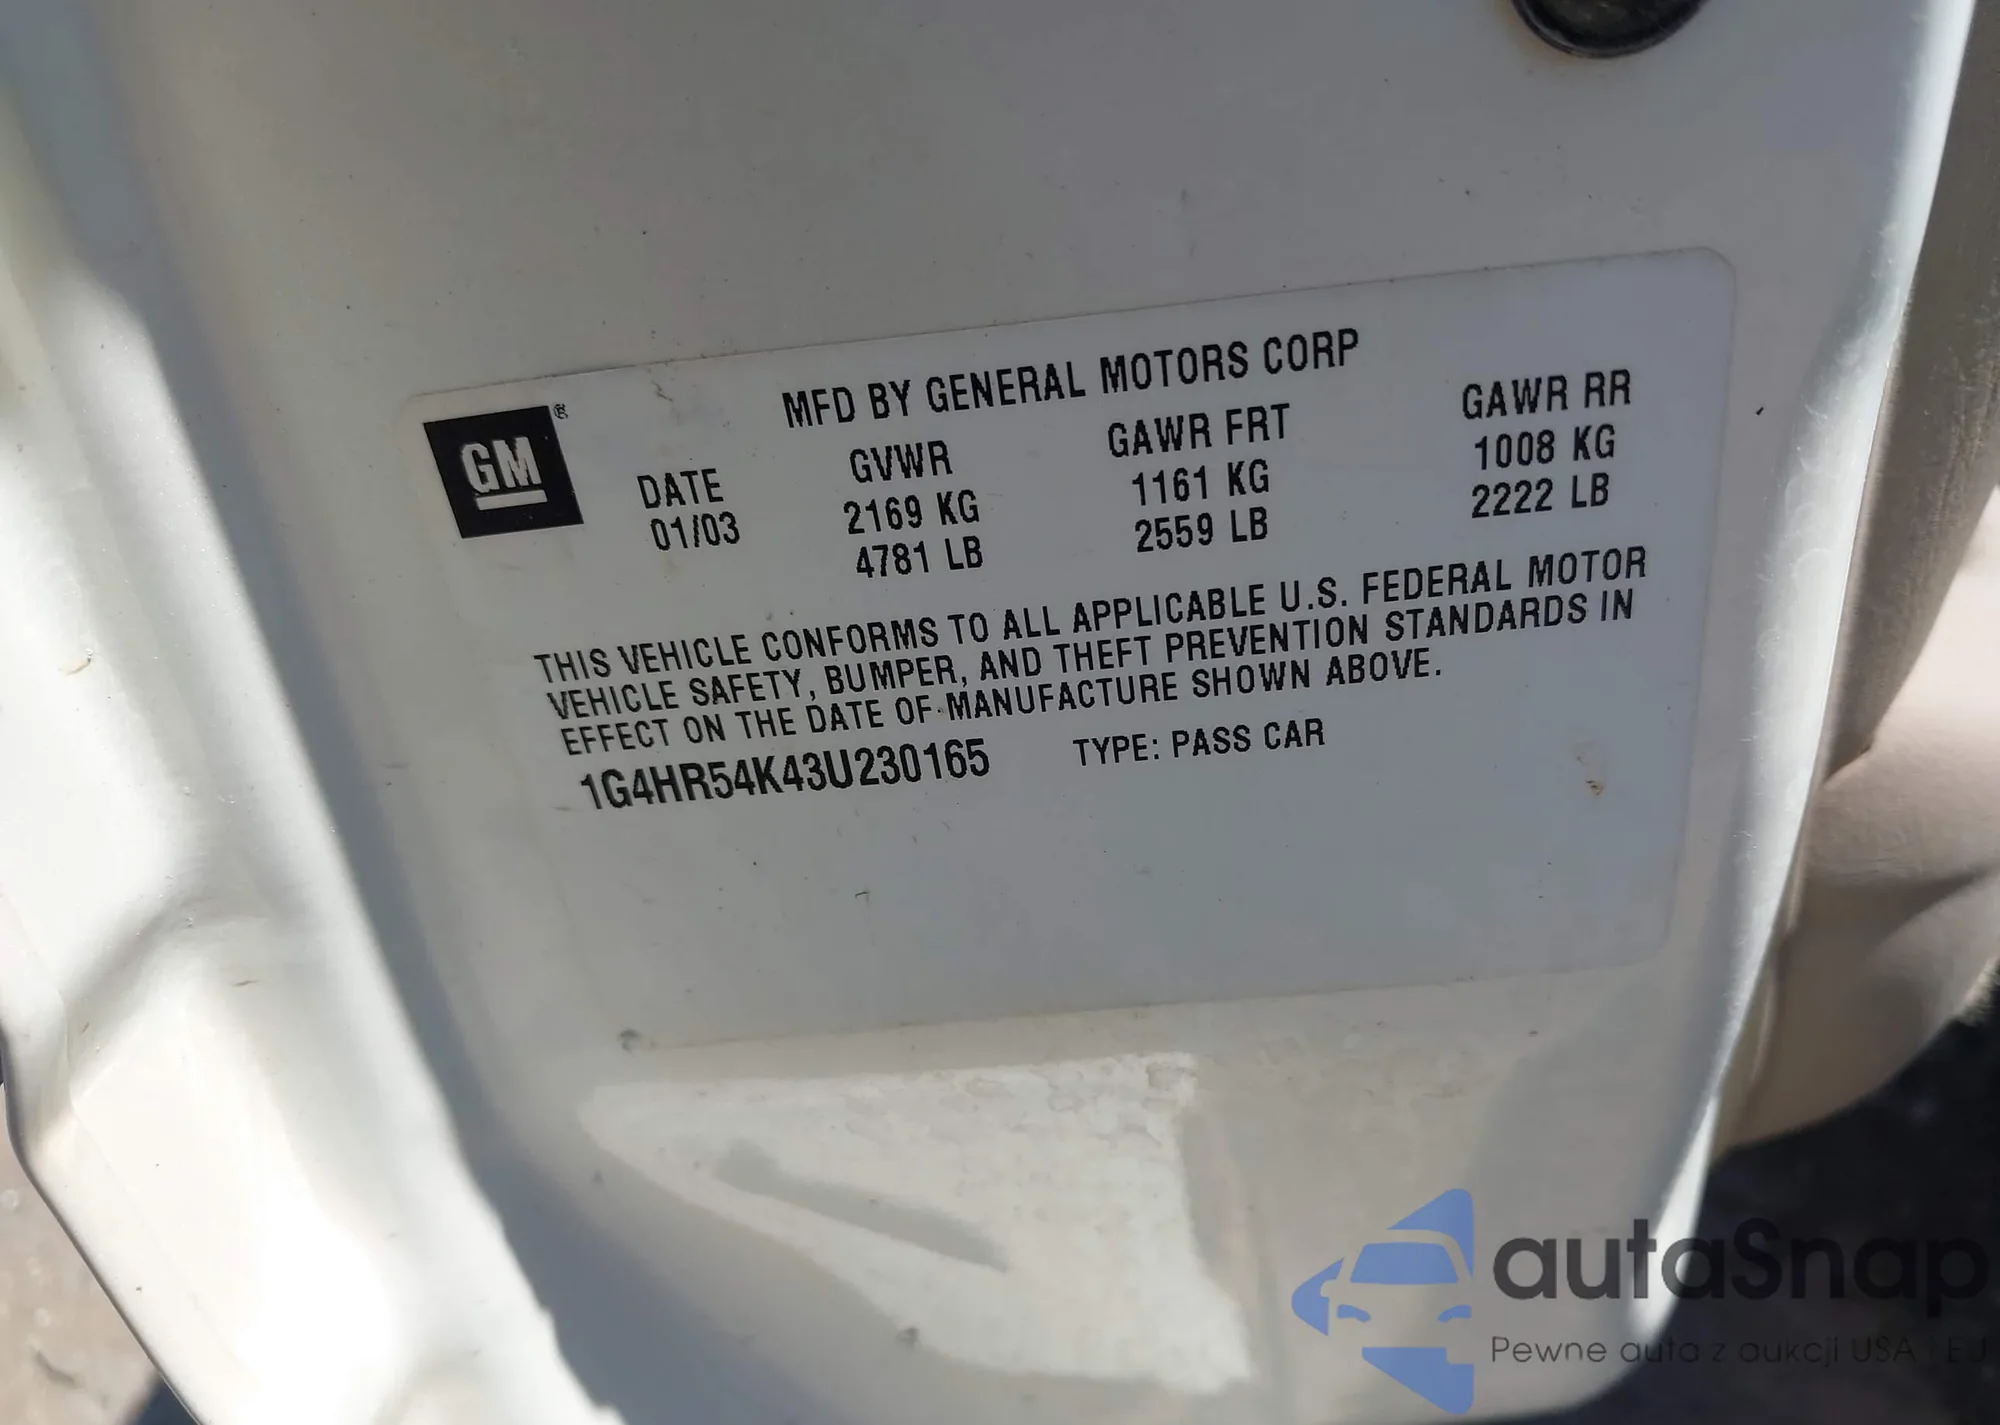 MFD BY GENERAL MOTORS CORP
GM®
DATE GVWR GAWR FRT GAWR RR
01/03 2169 KG 1161 KG 1008 KG
4781 LB 2559 LB 2222 LB
THIS VEHICLE CONFORMS TO ALL APPLICABLE U.S. FEDERAL MOTOR
VEHICLE SAFETY, BUMPER, AND THEFT PREVENTION STANDARDS IN
EFFECT ON THE DATE OF MANUFACTURE SHOWN ABOVE.
1G4HR54K43U230165 TYPE: PASS CAR
autaSnap
Pewne auta z aukcji USA i EU